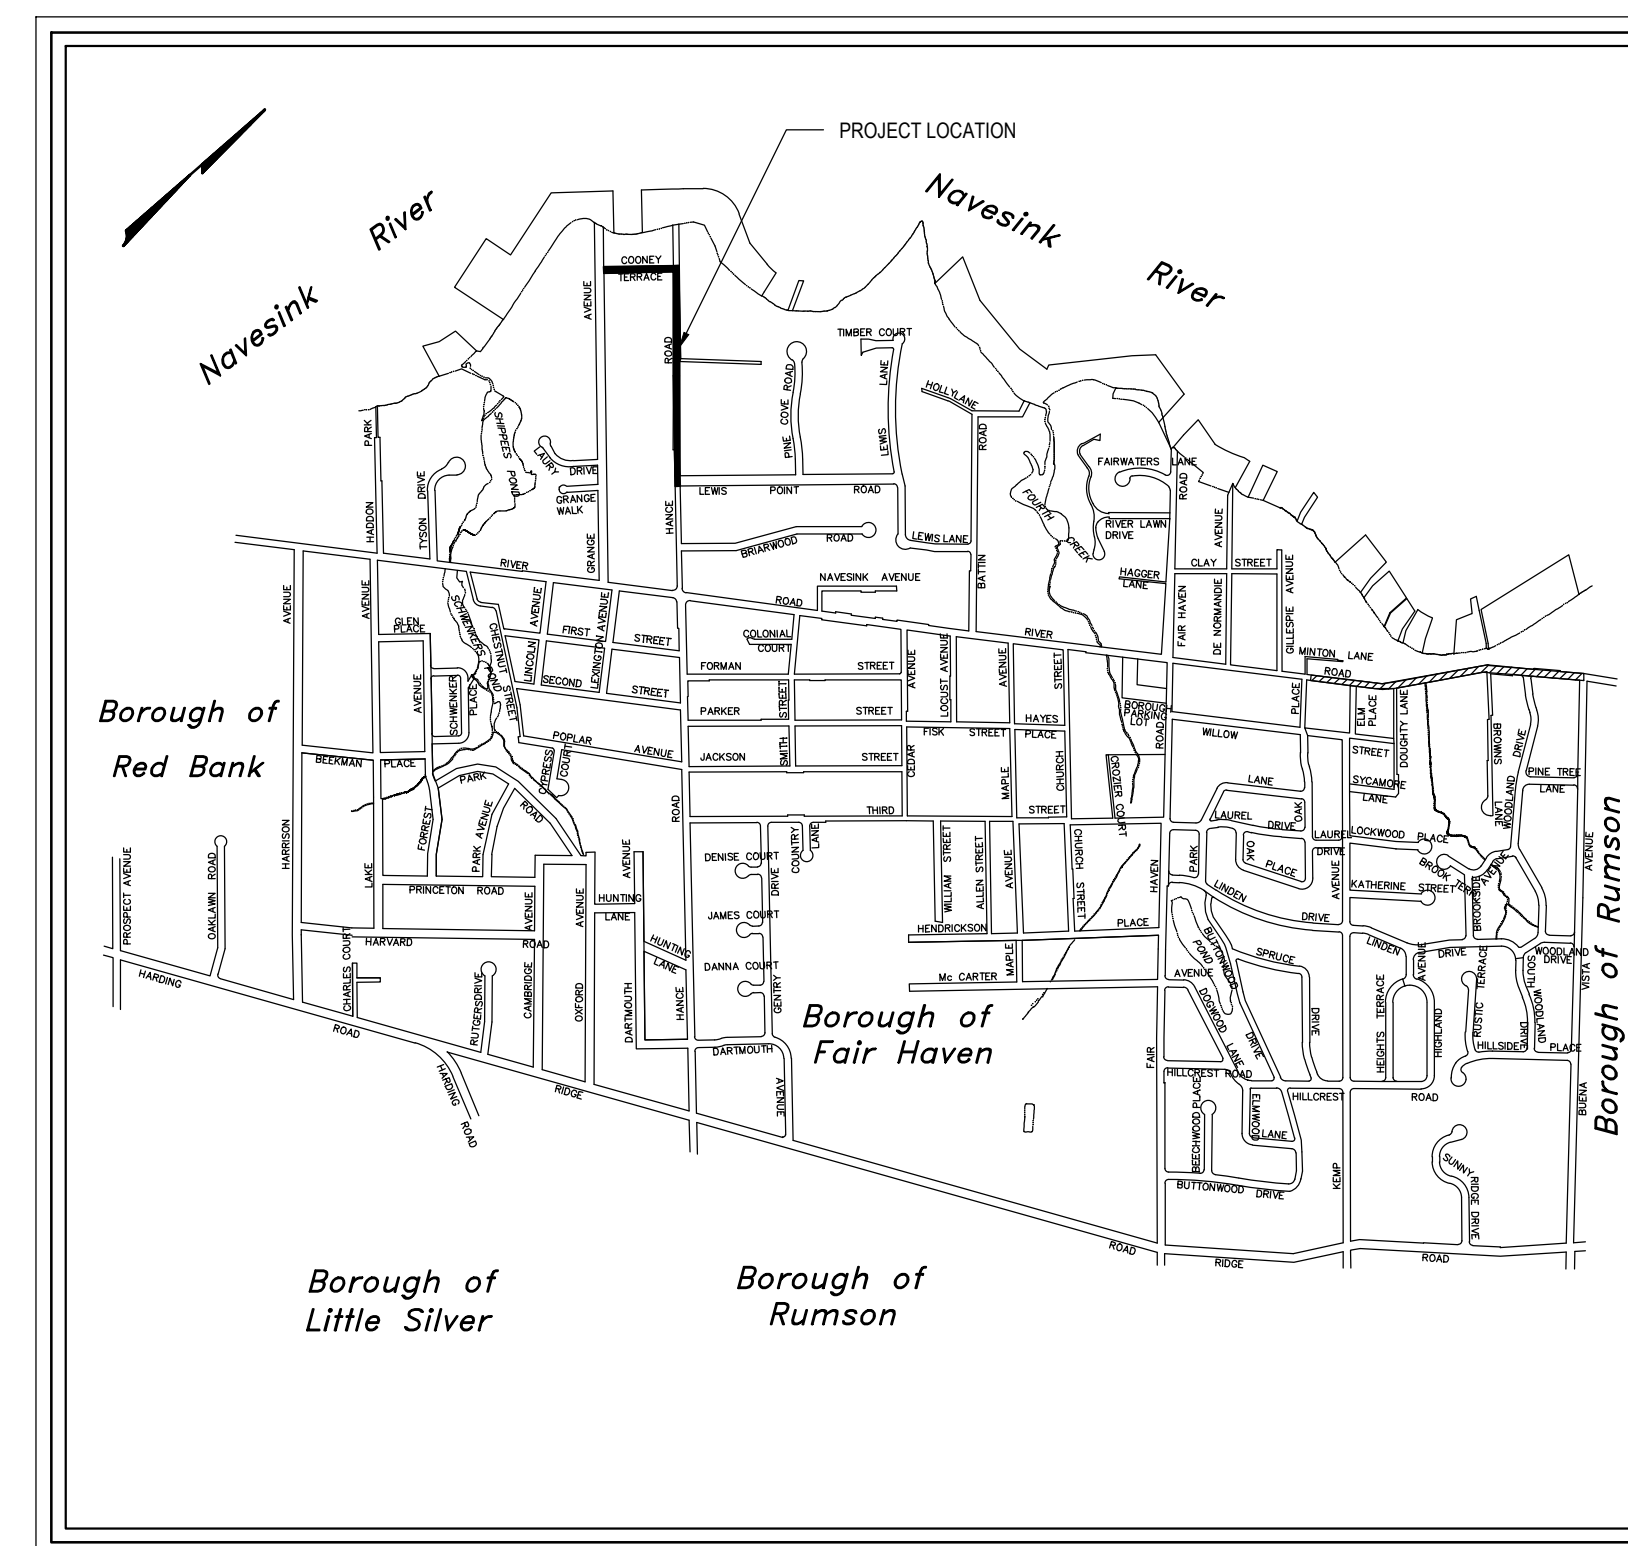 PROJECT LOCATION
River
Navesink
Navesink
River
COONEY
TERRACE
AVENUE
ROAD
TIMBER COURT
PINE COVE ROAD
LEWIS LANE
HOLLYLANE
ROAD
PARK
SHIPPEES POND
LAURY DRIVE
GRANGE
WALK
TYSON DRIVE
HADDON
LEWIS POINT ROAD
HANCE
GRANGE
BRIARWOOD ROAD
LEWIS LANE
BATTIN
FOURTH CREEK
FAIRWATERS LANE
ROAD
RIVER LAWN
DRIVE
HAGGER
LANE
CLAY STREET
AVENUE
DE NORMANDIE
GILLESPIE AVENUE
FAIR HAVEN
RIVER
ROAD
NAVESINK AVENUE
RIVER
MINTON LANE
ROAD
AVENUE
AVENUE
GLEN
PLACE
SCHWENKERS POND
CHESTNUT STREET
AVENUE
LINCOLN
FIRST STREET
LEXINGTON AVENUE
SECOND STREET
COLONIAL
COURT
FORMAN STREET
PARKER STREET
SMITH STREET
JACKSON STREET
AVENUE
CEDAR
LOCUST AVENUE
AVENUE
MAPLE
STREET
CHURCH
HAYES
PLACE
FISK STREET
BOROUGH
PARKING
LOT
ROAD
WILLOW
STREET
PLACE
ELM
PLACE
DOUGHTY LANE
BROWNS
LANE
WOODLAND DRIVE
PINE TREE
LANE
Borough of
Red Bank
AVENUE
SCHWENKER
PLACE
BEEKMAN PLACE
POPLAR AVENUE
CYPRESS
COURT
PARK ROAD
FORREST
PARK AVENUE
HARRISON
LAKE
PRINCETON ROAD
PROSPECT AVENUE
OAKLAWN ROAD
HARVARD ROAD
CHARLES COURT
RUTGERSDRIVE
AVENUE
CAMBRIDGE
AVENUE
OXFORD
AVENUE
DARTMOUTH
HUNTING
LANE
HUNTING
LANE
ROAD
HANCE
THIRD STREET
DENISE COURT
JAMES COURT
DANNA COURT
DRIVE
GENTRY
COUNTRY
LANE
DARTMOUTH
AVENUE
WILLIAM STREET
ALLEN STREET
AVENUE
MAPLE
CHURCH STREET
CROZIER COURT
HENDRICKSON PLACE
Mc CARTER AVENUE
HAVEN
FAIR
PARK
LANE
LAUREL DRIVE
OAK
OAK
PLACE
LAUREL
DRIVE
SYCAMORE
LANE
LOCKWOOD PLACE
KATHERINE STREET
AVENUE
LINDEN DRIVE
LINDEN DRIVE
BROOKSIDE
AVENUE
WOODLAND
DRIVE
SOUTH WOODLAND
DRIVE
AVENUE
VISTA
BUENA
BUTTONWOOD
POND
DRIVE
DOGWOOD
LANE
SPRUCE
DRIVE
HEIGHTS TERRACE
AVENUE
HIGHLAND
TERRACE
RUSTIC
HILLSIDE PLACE
HILLCREST ROAD
HILLCREST ROAD
ELMWOOD
LANE
BEECHWOOD PLACE
BUTTONWOOD DRIVE
KEMP
SUNNY RIDGE DRIVE
HARDING
ROAD
HARDING ROAD
RIDGE
ROAD
RIDGE
ROAD
Borough of
Fair Haven
Borough of Rumson
Borough of
Little Silver
Borough of
Rumson